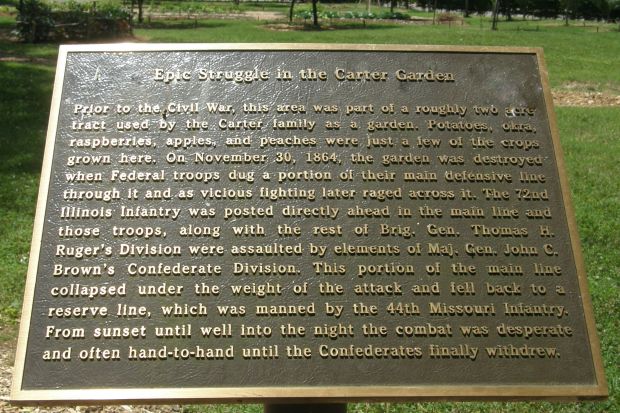 Epic Struggle in the Carter Garden
Prior to the Civil War, this area was part of a roughly two acre
tract used by the Carter family as a garden. Potatoes, okra,
raspberries, apples, and peaches were just a few of the crops
grown here. On November 30, 1864, the garden was destroyed
when Federal troops dug a portion of their main defensive line
through it and as vicious fighting later raged across it. The 72nd
Illinois Infantry was posted directly ahead in the main line and
those troops, along with the rest of Brig. Gen. Thomas H.
Ruger's Division were assaulted by elements of Maj. Gen. John C.
Brown's Confederate Division. This portion of the main line
collapsed under the weight of the attack and fell back to a
reserve line, which was manned by the 44th Missouri Infantry.
From sunset until well into the night the combat was desperate
and often hand-to-hand until the Confederates finally withdrew.